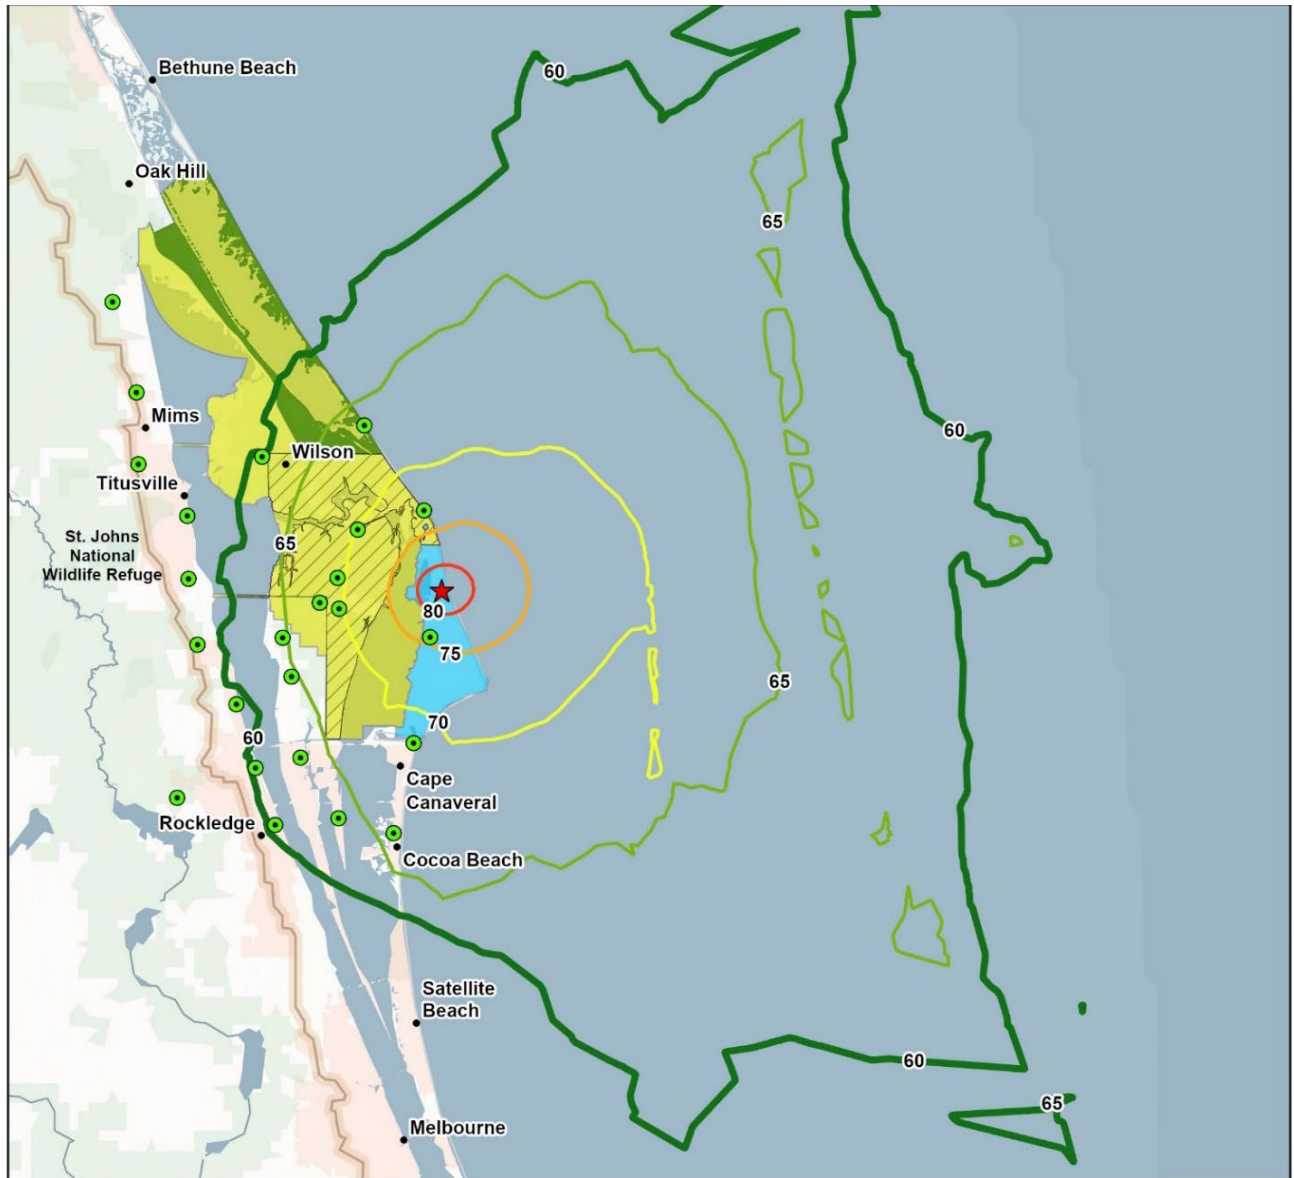 60
Bethune Beach
Oak Hill
65
Mims
60
Wilson
Titusville
65
St. Johns
National
Wildlife Refuge
80
75
65
70
60
Cape
Canaveral
Rockledge
Cocoa Beach
Satellite
Beach
60
65
Melbourne